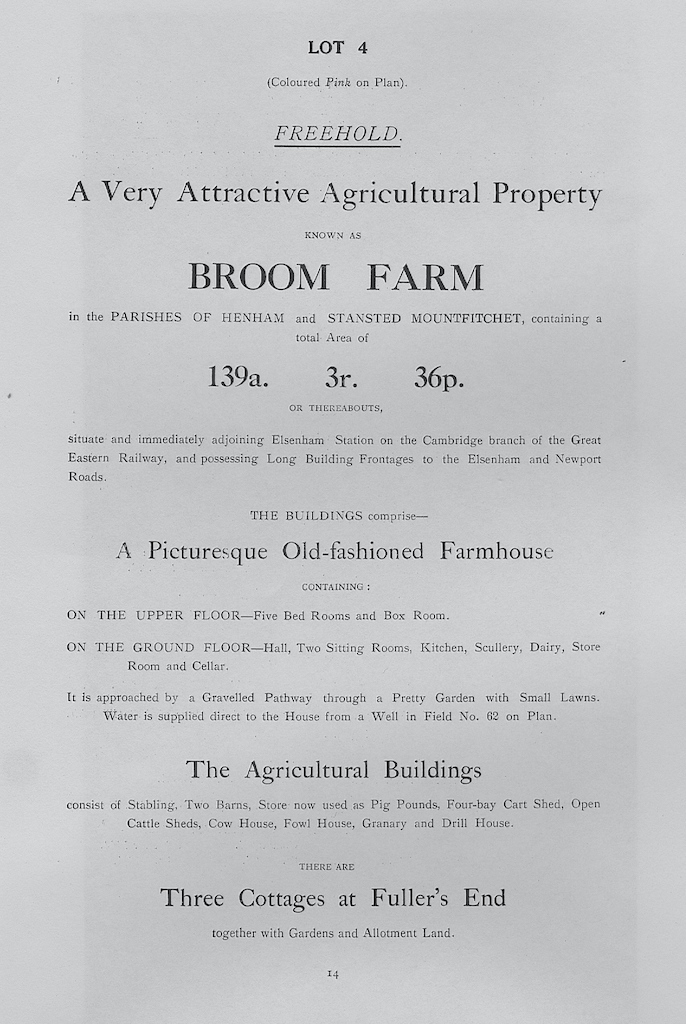 LOT 4
(Coloured Pink on Plan).
FREEHOLD.
A Very Attractive Agricultural Property
KNOWN AS
BROOM FARM
in the PARISHES OF HENHAM and STANSTED MOUNTFITCHET, containing a
total Area of
139a. 3r. 36p.
OR THEREABOUTS,
situate and immediately adjoining Elsenham Station on the Cambridge branch of the Great
Eastern Railway, and possessing Long Building Frontages to the Elsenham and Newport
Roads.
THE BUILDINGS comprise—
A Picturesque Old-fashioned Farmhouse
CONTAINING :
ON THE UPPER FLOOR—Five Bed Rooms and Box Room.
ON THE GROUND FLOOR—Hall, Two Sitting Rooms, Kitchen, Scullery, Dairy, Store
Room and Cellar.
It is approached by a Gravelled Pathway through a Pretty Garden with Small Lawns.
Water is supplied direct to the House from a Well in Field No. 62 on Plan.
The Agricultural Buildings
consist of Stabling, Two Barns, Store now used as Pig Pounds, Four-bay Cart Shed, Open
Cattle Sheds, Cow House, Fowl House, Granary and Drill House.
THERE ARE
Three Cottages at Fuller's End
together with Gardens and Allotment Land.
14